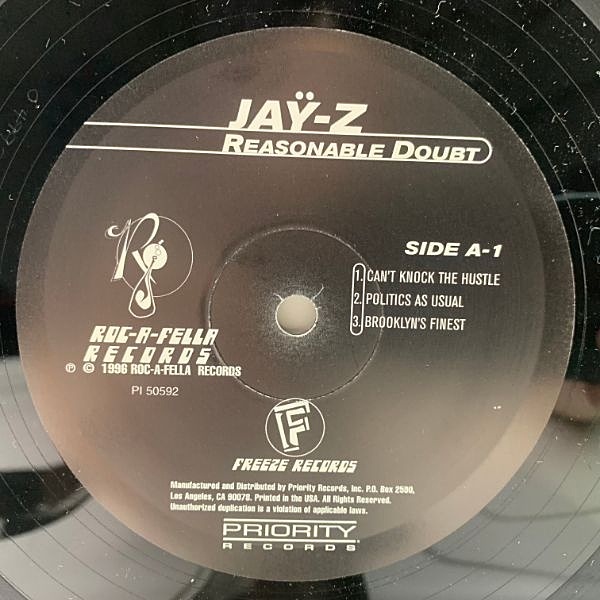 JAŸ-Z
REASONABLE DOUBT
SIDE A-1
1. CAN'T KNOCK THE HUSTLE
2. POLITICS AS USUAL
3. BROOKLYN'S FINEST
ROC-A-FELLA
RECORDS
℗ © 1996 ROC-A-FELLA RECORDS
PI 50592
F
FREEZE RECORDS
Manufactured and Distributed by Priority Records, Inc. P.O. Box 2590,
Los Angeles, CA 90078. Printed in the USA. All Rights Reserved.
Unauthorized duplication is a violation of applicable laws.
PRIORITY
RECORDS®